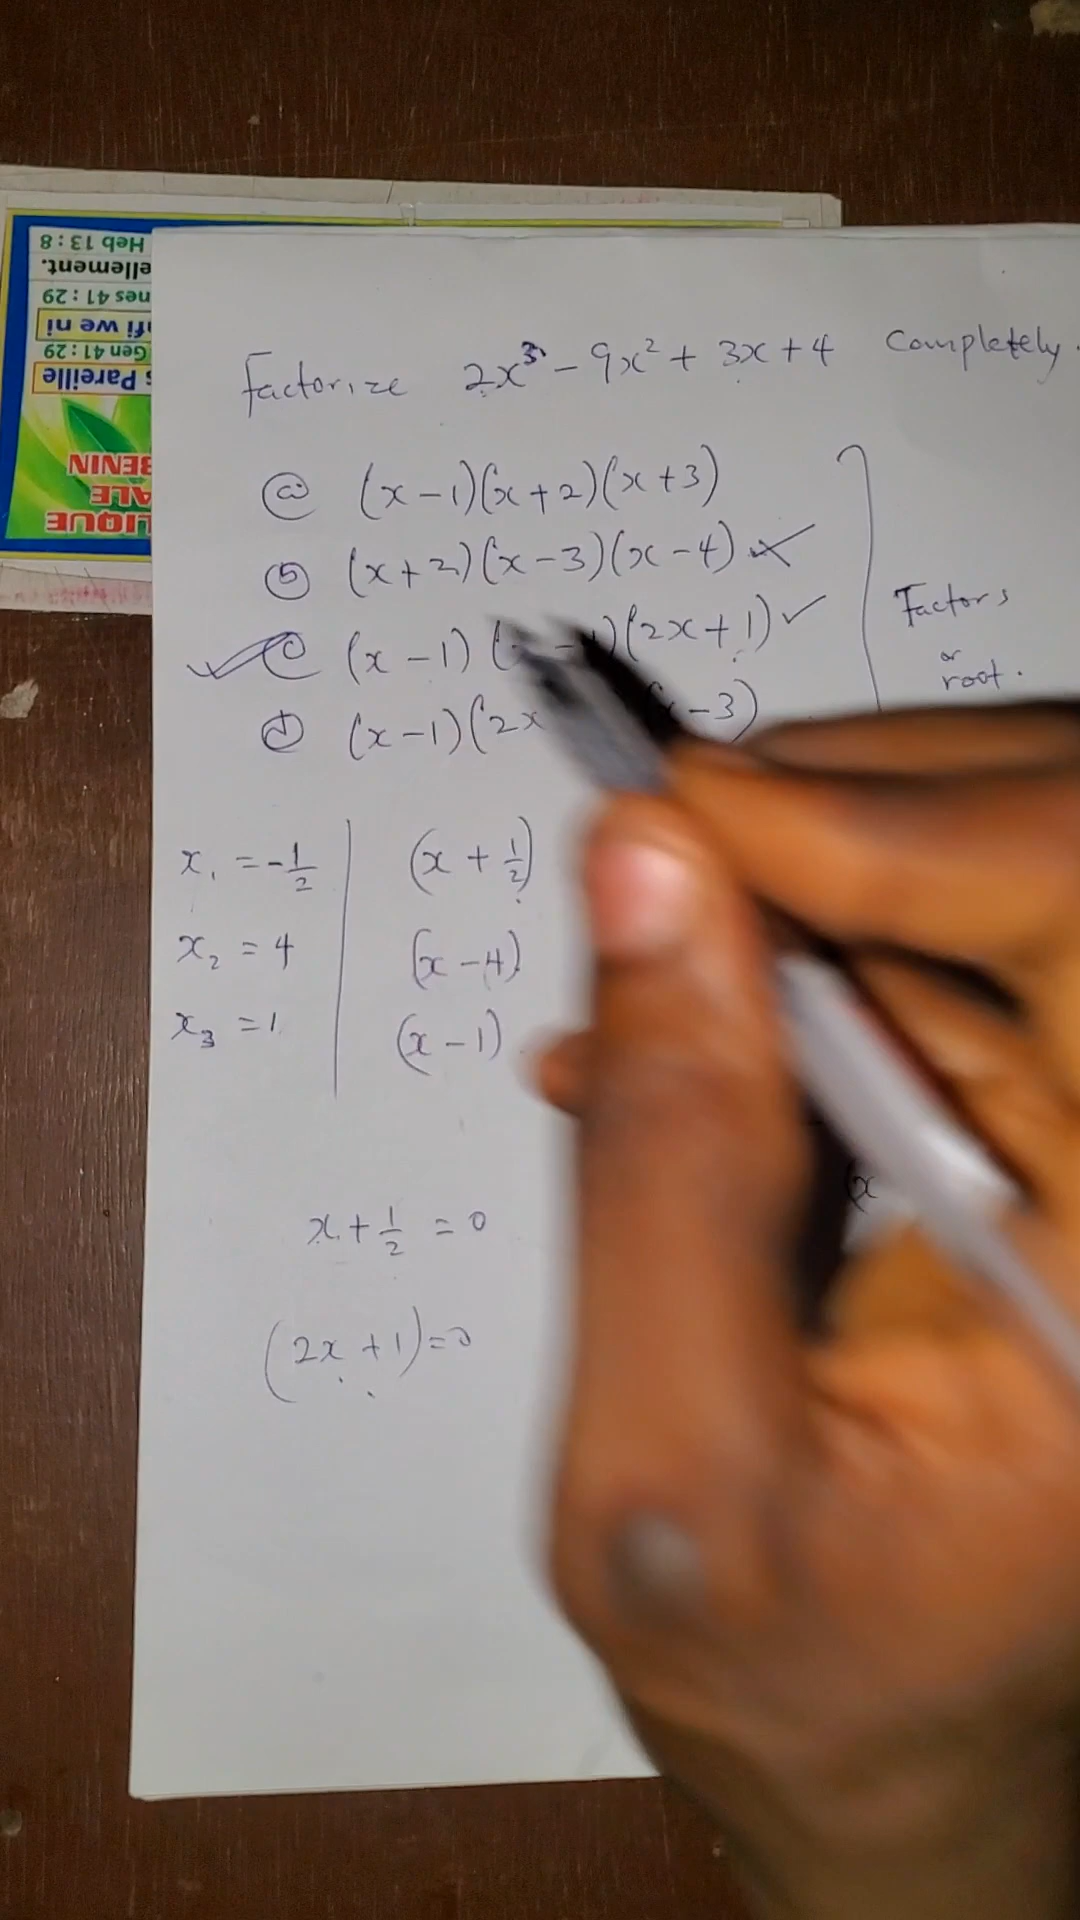 Heb 13 : 8
ellement.
nes 41 : 29
nfi we ni
Gen 41 : 29
s Pareille
BENIN
ALE
LIQUE
Factorize 2x³ - 9x² + 3x + 4 Completely.
(a) (x - 1)(x + 2)(x + 3)
(b) (x + 2)(x - 3)(x - 4)
(c) (x - 1) (2x + 1) ✓
(d) (x - 1)(2x - 3)
Factors
or
root.
x₁ = -1/2 (x + 1/2)
x₂ = 4 (x - 4)
x₃ = 1 (x - 1)
(x
x + 1/2 = 0
(2x + 1) = 0